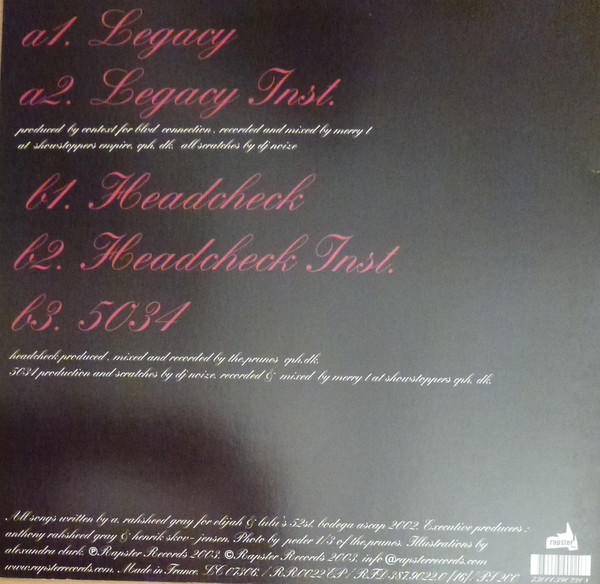 a1. Legacy
a2. Legacy Inst.
produced by context for blod connection, recorded and mixed by merry t
at showstoppers empire, cph, dk. all scratches by dj noize
b1. Headcheck
b2. Headcheck Inst.
b3. 5034
headcheck produced, mixed and recorded by the prunes cph, dk.
5034 production and scratches by dj noize, recorded & mixed by merry t at showstoppers cph, dk.
All songs written by a. rahsheed gray for elijah & lulu's 52st. bodega ascap 2002. Executive producers :
anthony rahsheed gray & henrik skov-jensen. Photo by peder 1/3 of the prunes. Illustrations by
alexandra clark. ℗Rapster Records 2003. ©Rapster Records 2003. info @rapsterrecords.com
www.rapsterrecords.com. Made in France. LC 07306. / RR0022EP /
rapster